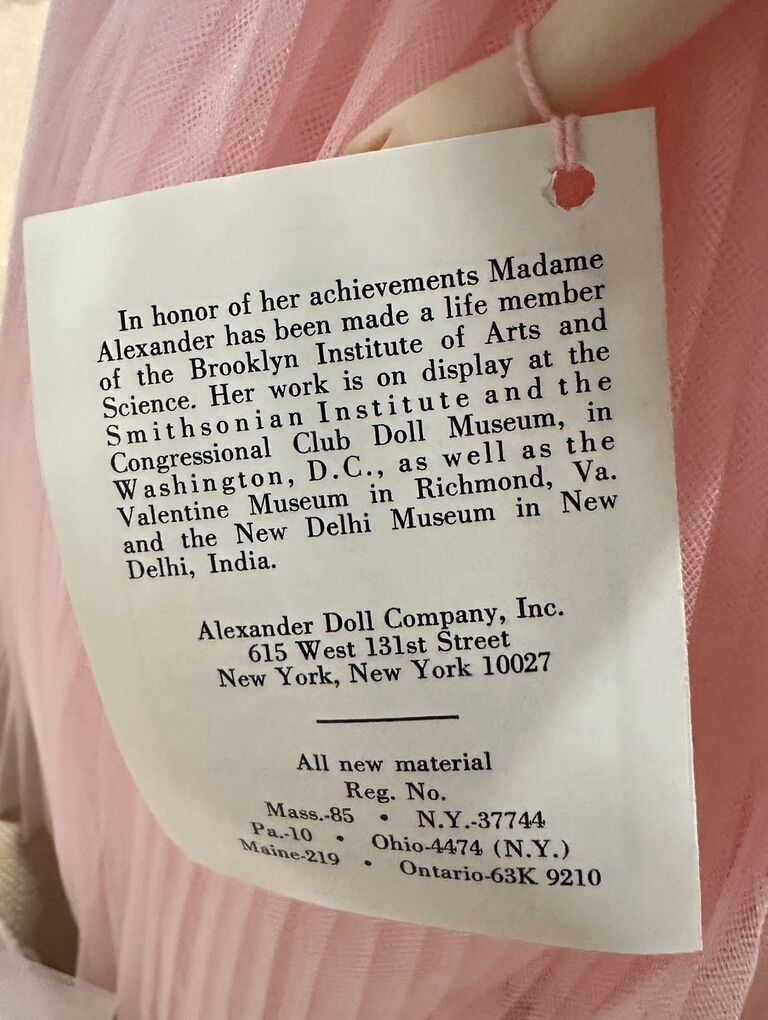 In honor of her achievements Madame
Alexander has been made a life member
of the Brooklyn Institute of Arts and
Science. Her work is on display at the
Smithsonian Institute and the
Congressional Club Doll Museum, in
Washington, D.C., as well as the
Valentine Museum in Richmond, Va.
and the New Delhi Museum in New
Delhi, India.
Alexander Doll Company, Inc.
615 West 131st Street
New York, New York 10027
All new material
Reg. No.
Mass.-85 • N.Y.-37744
Pa.-10 • Ohio-4474 (N.Y.)
Maine-219 • Ontario-63K 9210